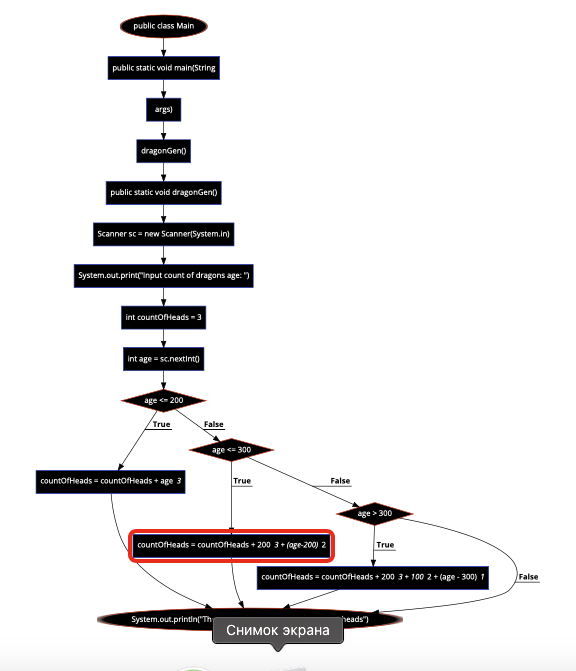 public class Main
public static void main(String
args)
dragonGen()
public static void dragonGen()
Scanner sc = new Scanner(System.in)
System.out.print("Input count of dragons age: ")
int countOfHeads = 3
int age = sc.nextInt()
age <= 200
True
False
age <= 300
countOfHeads = countOfHeads + age 3
True
False
age > 300
countOfHeads = countOfHeads + 200 3 + (age-200) 2
True
countOfHeads = countOfHeads + 200 3 + 100 2 + (age - 300) 1
False
System.out.println("Th heads")
Снимок экрана